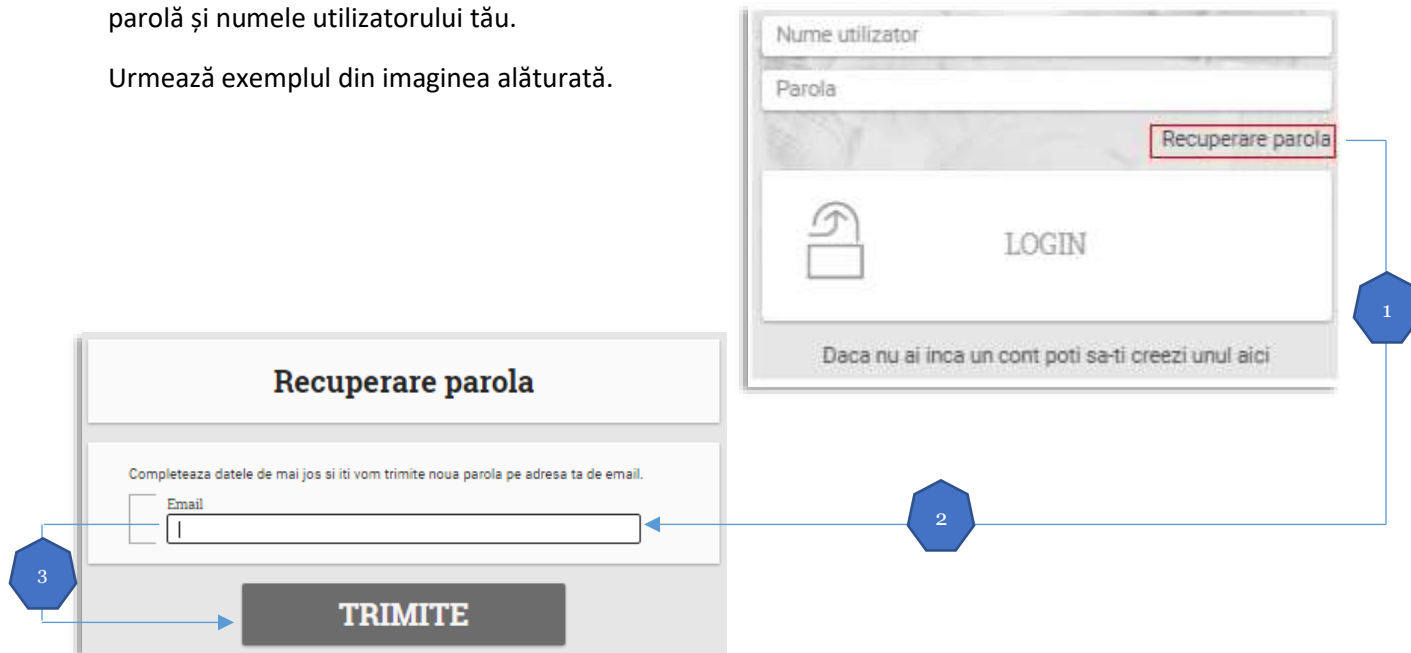 parolă și numele utilizatorului tău.
Urmează exemplul din imaginea alăturată.
Nume utilizator
Parola
Recuperare parola
LOGIN
1
Daca nu ai inca un cont poti sa-ti creezi unul aici
Recuperare parola
Completeaza datele de mai jos si iti vom trimite noua parola pe adresa ta de email.
Email
2
3
TRIMITE